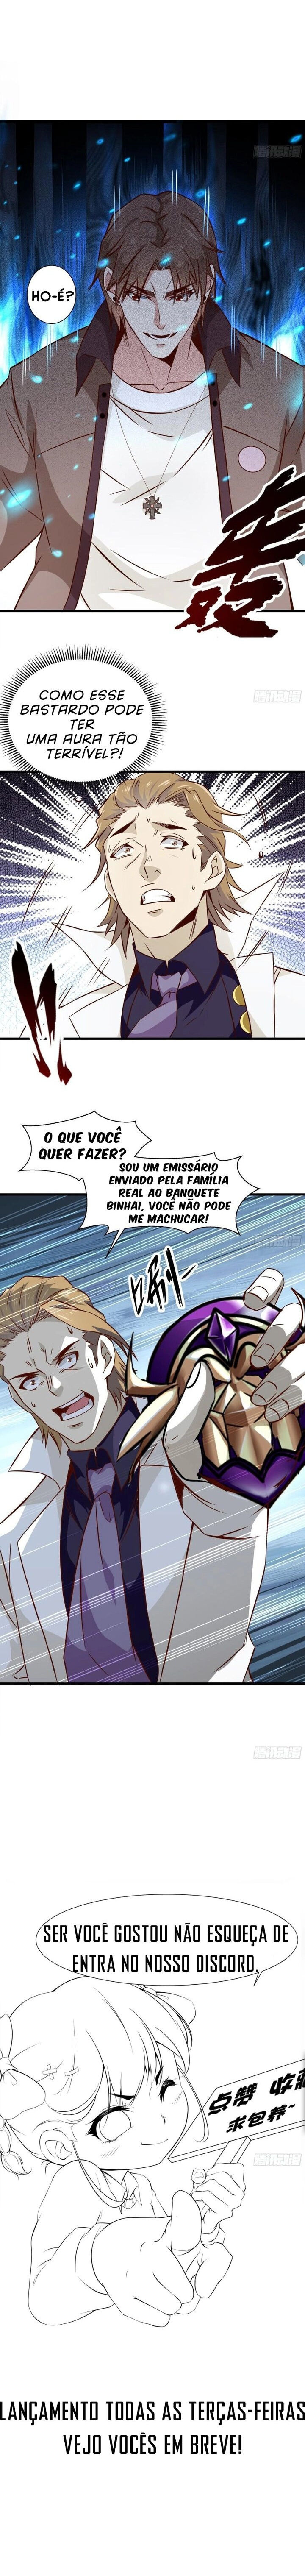 HO-É?
COMO ESSE
BASTARDO PODE
TER
UMA AURA TÃO
TERRÍVEL?!
O QUE VOCÊ
QUER FAZER?
SOU UM EMISSÁRIO
ENVIADO PELA FAMÍLIA
REAL AO BANQUETE
BINHAI, VOCÊ NÃO PODE
ME MACHUCAR!
唰!
SER VOCÊ GOSTOU NÃO ESQUEÇA DE
ENTRA NO NOSSO DISCORD.
点赞 收藏
求包养~
LANÇAMENTO TODAS AS TERÇAS-FEIRAS
VEJO VOCÊS EM BREVE!